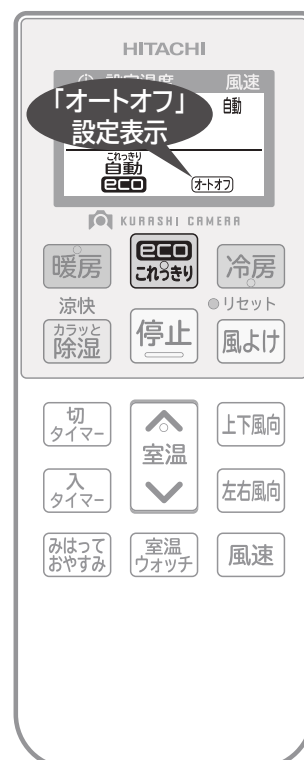 HITACHI
設定温度 風速
「オートオフ」 自動
設定表示
これっきり
自動
eco オートオフ
KURASHI CAMERA
暖房 eco これっきり 冷房
涼快 リセット
カラッと
除湿 停止 風よけ
切
タイマー 上下風向
室温
入
タイマー 左右風向
みはって
おやすみ 室温
ウォッチ 風速